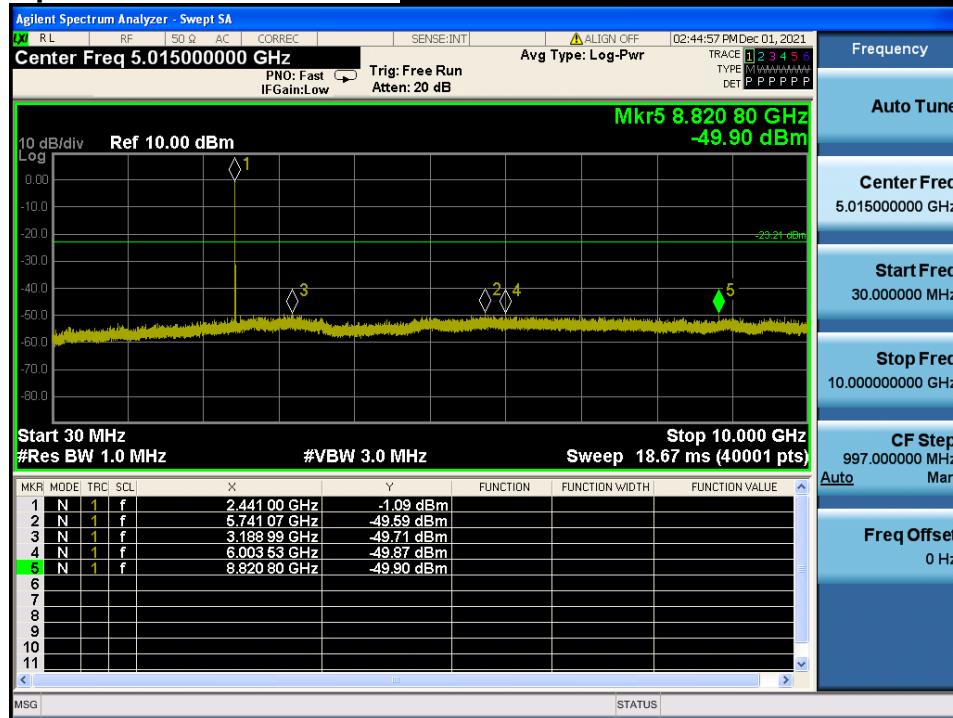 Agilent Spectrum Analyzer - Swept SA
LXI RL RF 50 Ω AC CORREC SENSE:INT ALIGN OFF 02:44:57 PM Dec 01, 2021
Center Freq 5.015000000 GHz
PNO: Fast
IFGain:Low
Trig: Free Run
Atten: 20 dB
Avg Type: Log-Pwr
TRACE 1 2 3 4 5 6
TYPE M
DET P P P P P P
Mkr5 8.820 80 GHz
-49.90 dBm
10 dB/div Ref 10.00 dBm
Log
0.00
-10.0
-20.0
-30.0
-40.0
-50.0
-60.0
-70.0
-80.0
-23.21 dBm
1
3
2
4
5
Start 30 MHz Stop 10.000 GHz
#Res BW 1.0 MHz #VBW 3.0 MHz Sweep 18.67 ms (40001 pts)
MKR MODE TRC SCL X Y FUNCTION FUNCTION WIDTH FUNCTION VALUE
1 N 1 f 2.441 00 GHz -1.09 dBm
2 N 1 f 5.741 07 GHz -49.59 dBm
3 N 1 f 3.188 99 GHz -49.71 dBm
4 N 1 f 6.003 53 GHz -49.87 dBm
5 N 1 f 8.820 80 GHz -49.90 dBm
6
7
8
9
10
11
MSG STATUS
Frequency
Auto Tune
Center Freq
5.015000000 GHz
Start Freq
30.000000 MHz
Stop Freq
10.000000000 GHz
CF Step
997.000000 MHz
Auto Man
Freq Offset
0 Hz